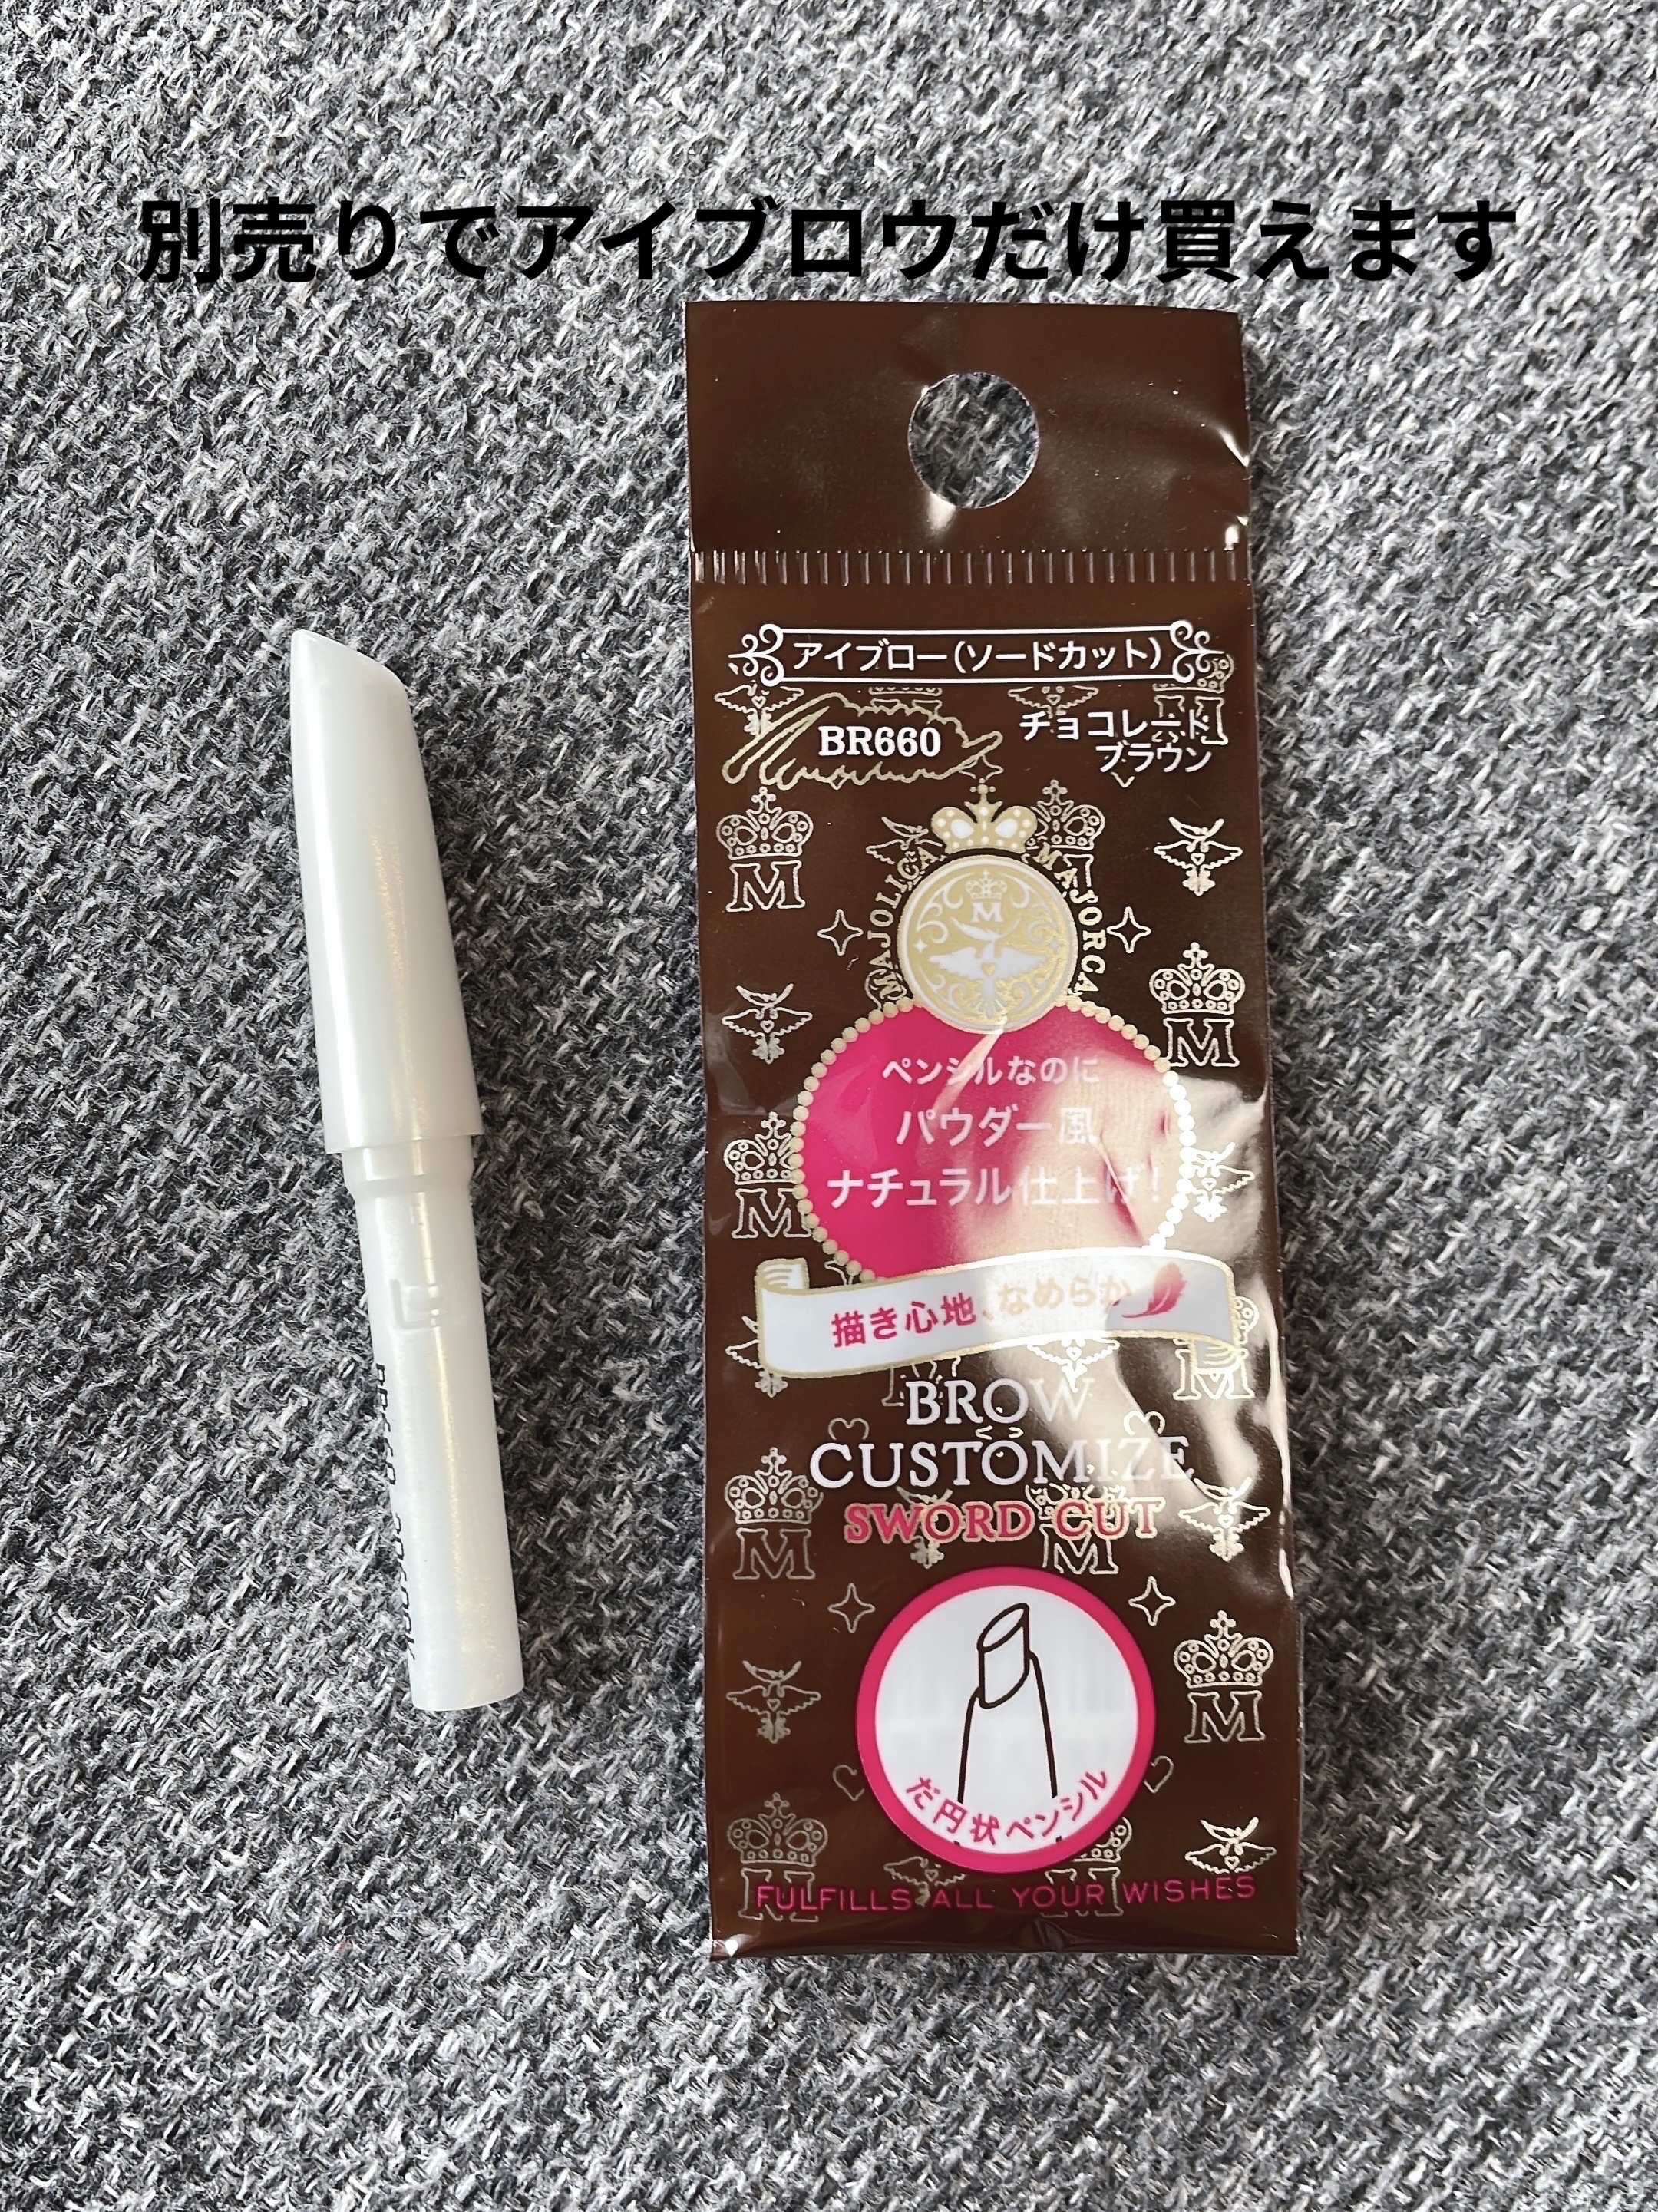 別売りでアイブロウだけ買えます
アイブロー(ソードカット)
BR660
チョコレート
ブラウン
MAJOLICA MAJORCA
M
ペンシルなのに
パウダー風
ナチュラル仕上げ!
描き心地、なめらか
BROW
CUSTOMIZE
SWORD CUT
だ円状ペンシル
FULFILLS ALL YOUR WISHES